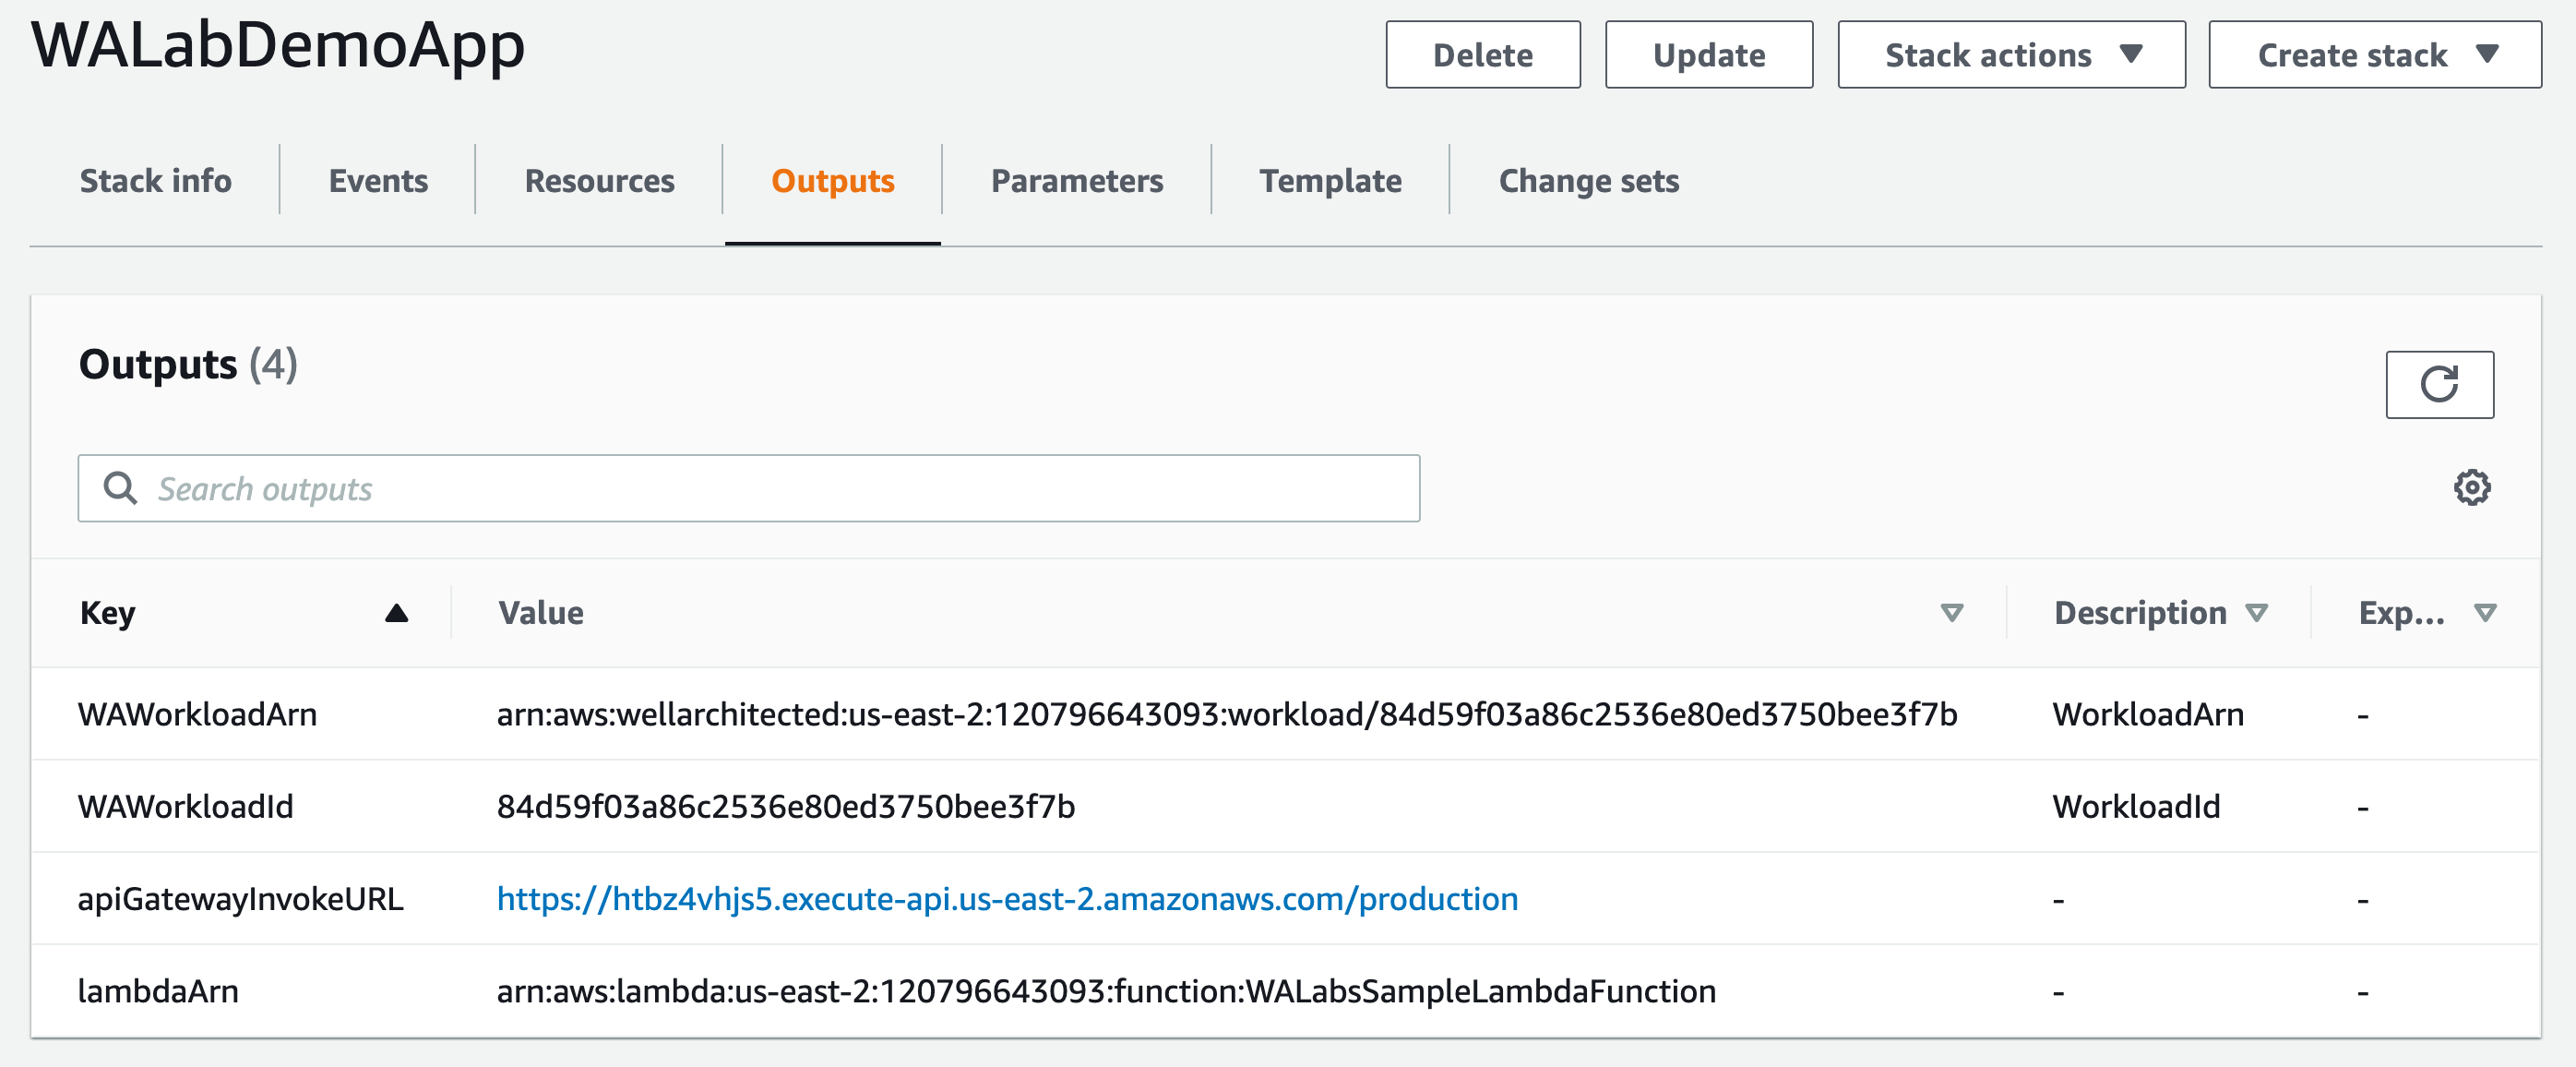 WALabDemoApp
Delete
Update
Stack actions
Create stack
Stack info
Events
Resources
Outputs
Parameters
Template
Change sets
Outputs (4)
Search outputs
Key Value Description Exp...
WAWorkloadArn arn:aws:wellarchitected:us-east-2:120796643093:workload/84d59f03a86c2536e80ed3750bee3f7b WorkloadArn -
WAWorkloadId 84d59f03a86c2536e80ed3750bee3f7b WorkloadId -
apiGatewayInvokeURL https://htbz4vhjs5.execute-api.us-east-2.amazonaws.com/production - -
lambdaArn arn:aws:lambda:us-east-2:120796643093:function:WALabsSampleLambdaFunction - -